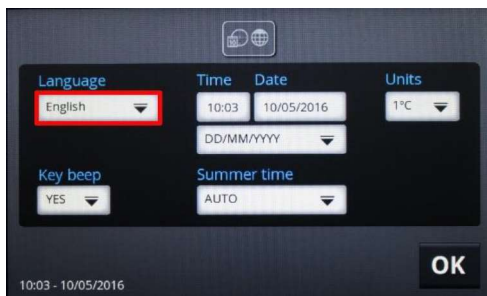 Language Time Date Units
English 10:03 10/05/2016 1°C
DD/MM/YYYY
Key beep Summer time
YES AUTO
OK
10:03 - 10/05/2016